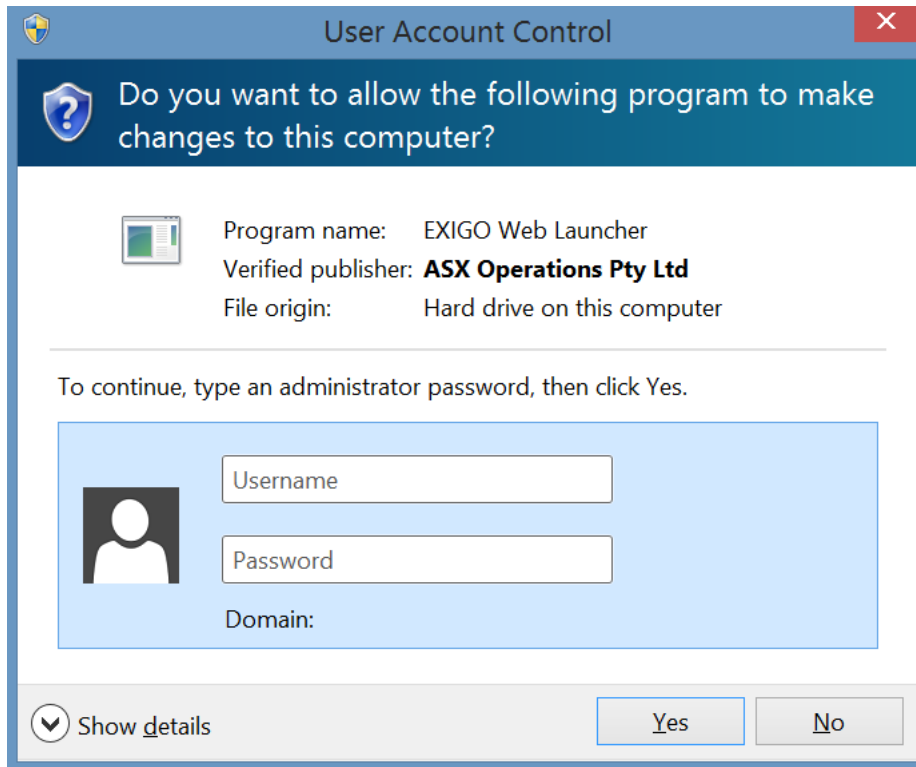 User Account Control
Do you want to allow the following program to make
changes to this computer?
Program name: EXIGO Web Launcher
Verified publisher: ASX Operations Pty Ltd
File origin: Hard drive on this computer
To continue, type an administrator password, then click Yes.
Username
Password
Domain:
Show details
Yes
No